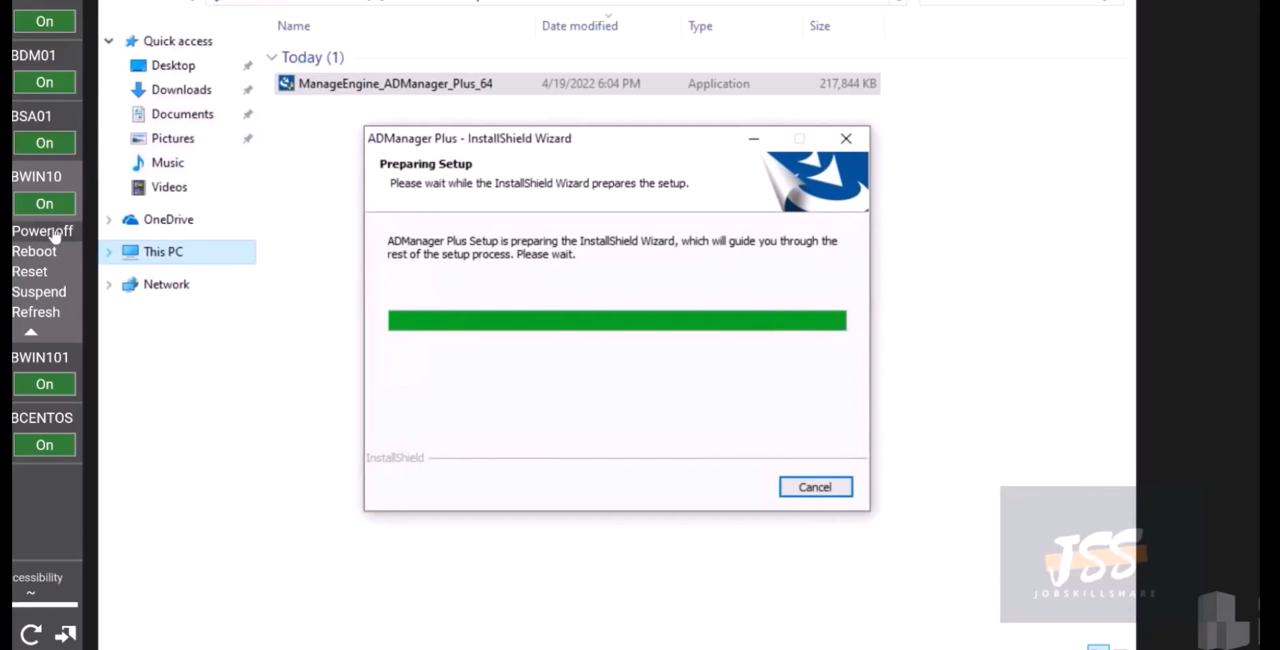 On
BDM01
On
BSA01
On
BWIN10
On
Poweroff
Reboot
Reset
Suspend
Refresh
BWIN101
On
BCENTOS
On
cessibility
~
Quick access
Desktop
Downloads
Documents
Pictures
Music
Videos
OneDrive
This PC
Network
Name Date modified Type Size
Today (1)
ManageEngine_ADManager_Plus_64 4/19/2022 6:04 PM Application 217,844 KB
ADManager Plus - InstallShield Wizard
Preparing Setup
Please wait while the InstallShield Wizard prepares the setup.
ADManager Plus Setup is preparing the InstallShield Wizard, which will guide you through the
rest of the setup process. Please wait.
InstallShield
Cancel
JSS
JOBSKILLSHARE